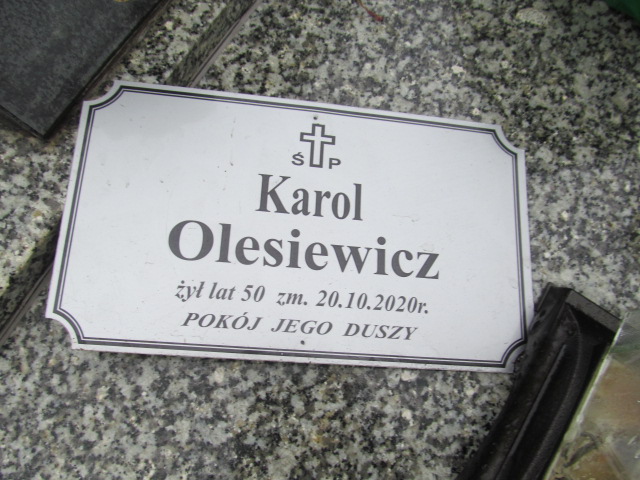 Ś P
Karol
Olesiewicz
żył lat 50 zm. 20.10.2020r.
POKÓJ JEGO DUSZY